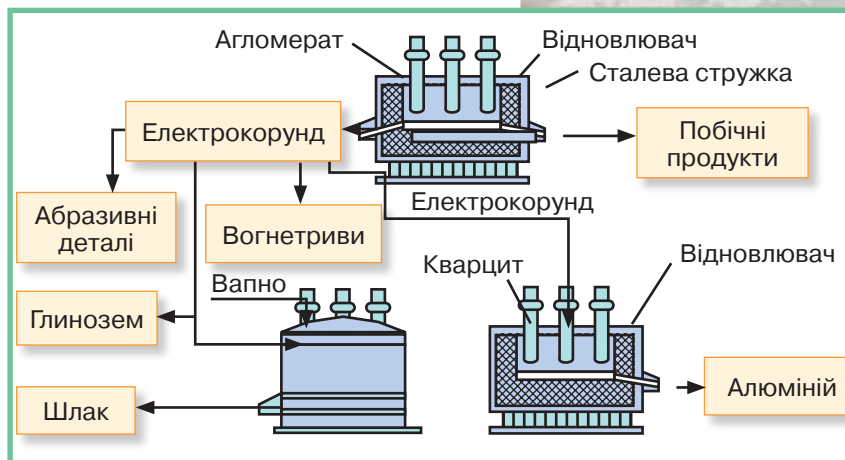 Агломерат
Відновлювач
Сталева стружка
Електрокорунд
Побічні
продукти
Абразивні
деталі
Вогнетриви
Електрокорунд
Вапно
Кварцит
Відновлювач
Глинозем
Шлак
Алюміній